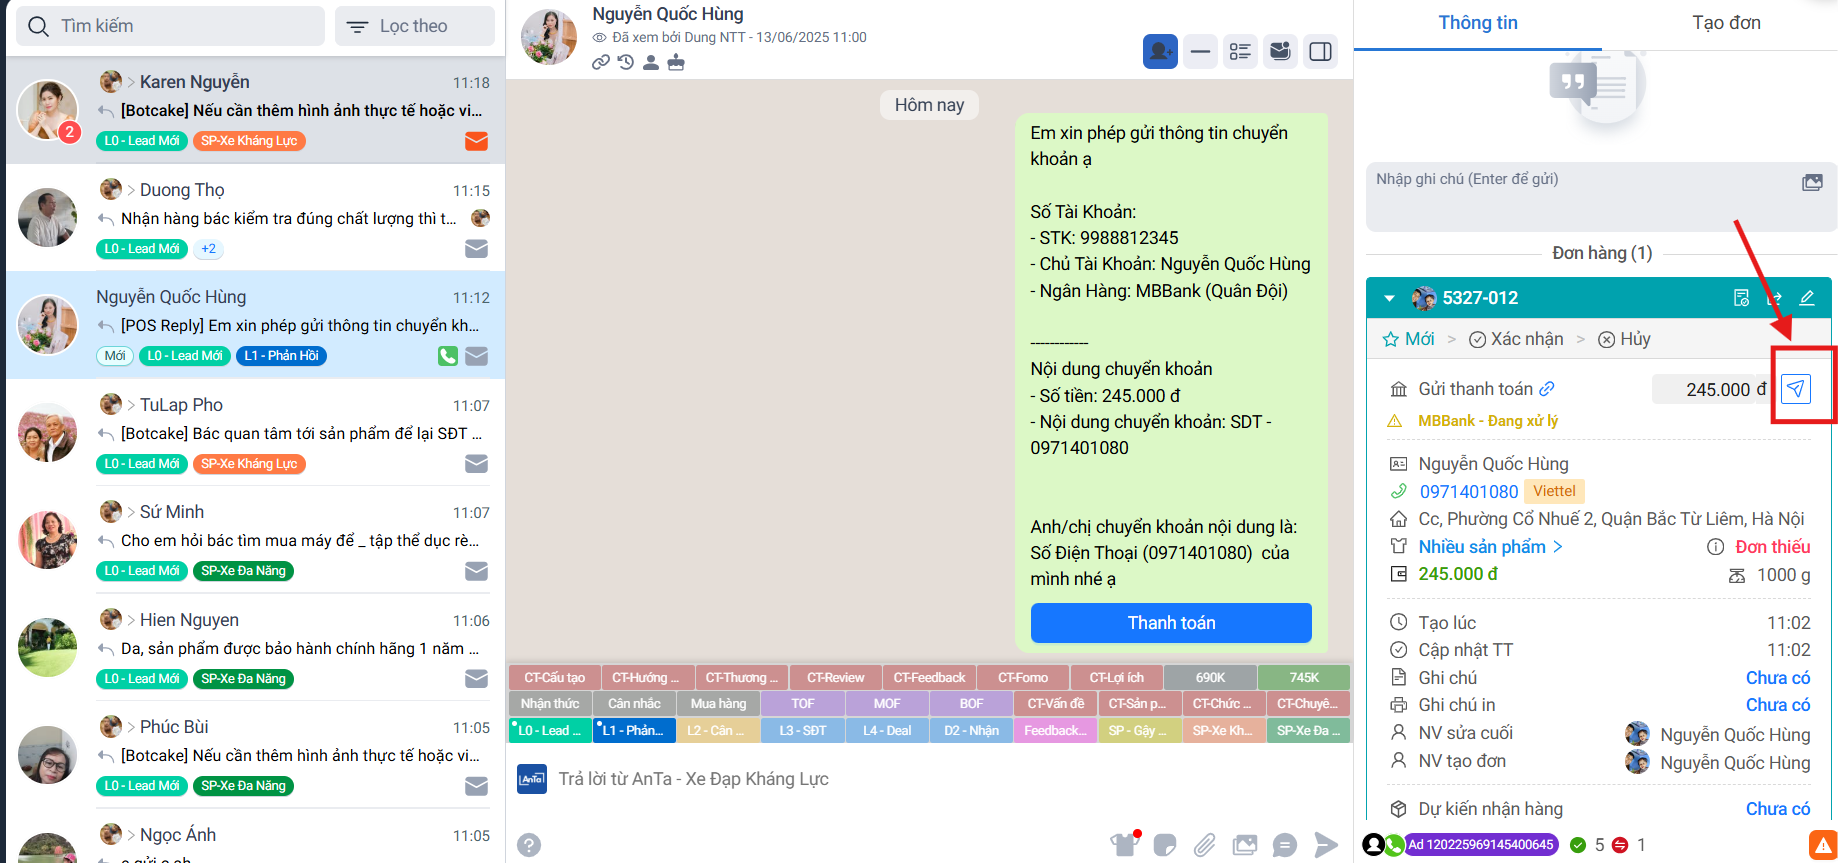 Tìm kiếm
Lọc theo
Karen Nguyễn
11:18
[Botcake] Nếu cần thêm hình ảnh thực tế hoặc vi...
L0 - Lead Mới
SP-Xe Kháng Lực
2
Duong Thọ
11:15
Nhận hàng bác kiểm tra đúng chất lượng thì t...
L0 - Lead Mới
+2
Nguyễn Quốc Hùng
11:12
[POS Reply] Em xin phép gửi thông tin chuyển kh...
Mới
L0 - Lead Mới
L1 - Phản Hồi
TuLap Pho
11:07
[Botcake] Bác quan tâm tới sản phẩm để lại SĐT ...
L0 - Lead Mới
SP-Xe Kháng Lực
Sứ Minh
11:07
Cho em hỏi bác tìm mua máy để _ tập thể dục rè...
L0 - Lead Mới
SP-Xe Đa Năng
Hien Nguyen
11:06
Da, sản phẩm được bảo hành chính hãng 1 năm ...
L0 - Lead Mới
SP-Xe Đa Năng
Phúc Bùi
11:05
[Botcake] Nếu cần thêm hình ảnh thực tế hoặc vi...
L0 - Lead Mới
SP-Xe Đa Năng
Ngọc Ánh
11:05
Nguyễn Quốc Hùng
Đã xem bởi Dung NTT - 13/06/2025 11:00
Hôm nay
Em xin phép gửi thông tin chuyển
khoản ạ
Số Tài Khoản:
- STK: 9988812345
- Chủ Tài Khoản: Nguyễn Quốc Hùng
- Ngân Hàng: MBBank (Quân Đội)
------------
Nội dung chuyển khoản
- Số tiền: 245.000 đ
- Nội dung chuyển khoản: SDT -
0971401080
Anh/chị chuyển khoản nội dung là:
Số Điện Thoại (0971401080) của
mình nhé ạ
Thanh toán
CT-Cấu tạo
CT-Hướng ...
CT-Thương ...
CT-Review
CT-Feedback
CT-Fomo
CT-Lợi ích
690K
745K
Nhận thức
Cân nhắc
Mua hàng
TOF
MOF
BOF
CT-Vấn đề
CT-Sản p...
CT-Chức ...
CT-Chuyê...
L0 - Lead ...
L1 - Phản...
L2 - Cân ...
L3 - SĐT
L4 - Deal
D2 - Nhận
Feedback...
SP - Gậy ...
SP-Xe Kh...
SP-Xe Đa ...
AnTa
Trả lời từ AnTa - Xe Đạp Kháng Lực
Thông tin
Tạo đơn
Nhập ghi chú (Enter để gửi)
Đơn hàng (1)
5327-012
Mới > Xác nhận > Hủy
Gửi thanh toán
245.000 đ
MBBank - Đang xử lý
Nguyễn Quốc Hùng
0971401080
Viettel
Cc, Phường Cổ Nhuế 2, Quận Bắc Từ Liêm, Hà Nội
Nhiều sản phẩm >
Đơn thiếu
245.000 đ
1000 g
Tạo lúc
11:02
Cập nhật TT
11:02
Ghi chú
Chưa có
Ghi chú in
Chưa có
NV sửa cuối
Nguyễn Quốc Hùng
NV tạo đơn
Nguyễn Quốc Hùng
Dự kiến nhận hàng
Chưa có
Ad 120225969145400645
5
1